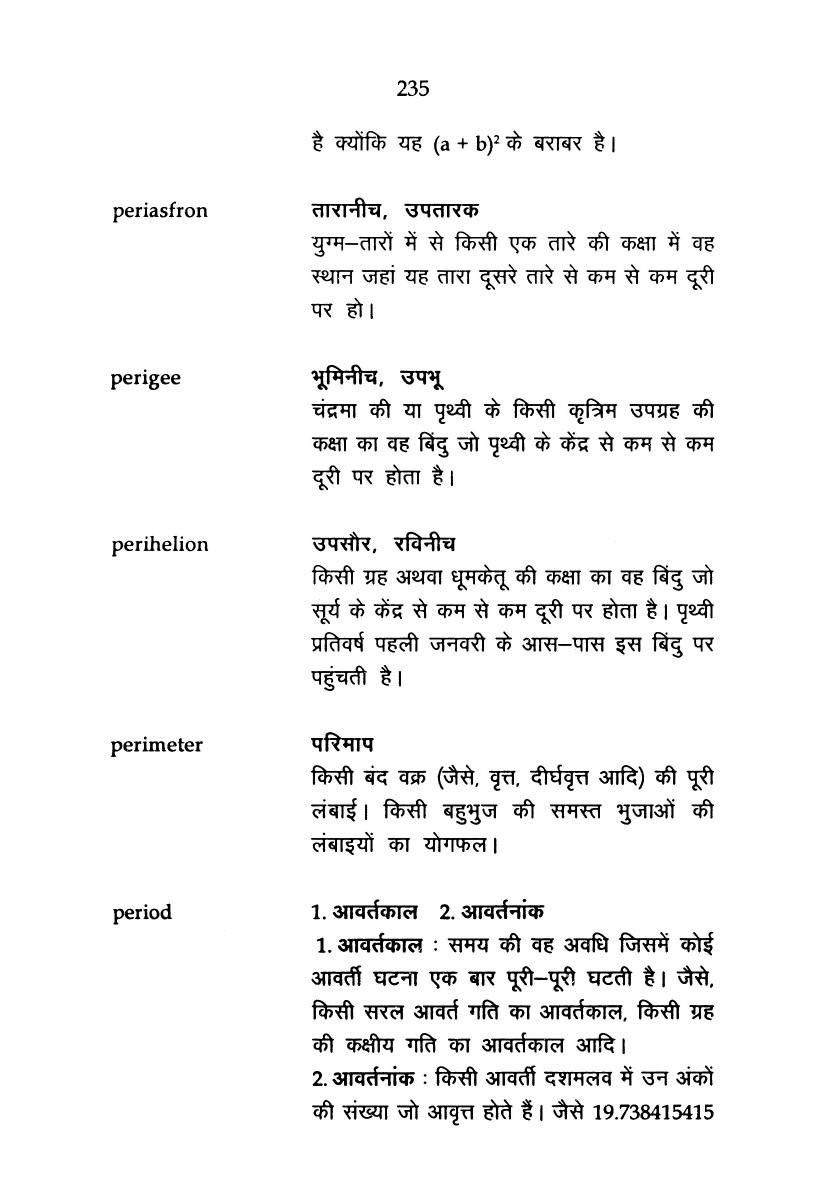 235
है क्योंकि यह (a + b)² के बराबर है।
periasfron तारानीच, उपतारक
युग्म–तारों में से किसी एक तारे की कक्षा में वह
स्थान जहां यह तारा दूसरे तारे से कम से कम दूरी
पर हो।
perigee भूमिनीच, उपभू
चंद्रमा की या पृथ्वी के किसी कृत्रिम उपग्रह की
कक्षा का वह बिंदु जो पृथ्वी के केंद्र से कम से कम
दूरी पर होता है।
perihelion उपसौर, रविनीच
किसी ग्रह अथवा धूमकेतू की कक्षा का वह बिंदु जो
सूर्य के केंद्र से कम से कम दूरी पर होता है। पृथ्वी
प्रतिवर्ष पहली जनवरी के आस–पास इस बिंदु पर
पहुंचती है।
perimeter परिमाप
किसी बंद वक्र (जैसे, वृत्त, दीर्घवृत्त आदि) की पूरी
लंबाई। किसी बहुभुज की समस्त भुजाओं की
लंबाइयों का योगफल।
period 1. आवर्तकाल 2. आवर्तनांक
1. आवर्तकाल : समय की वह अवधि जिसमें कोई
आवर्ती घटना एक बार पूरी–पूरी घटती है। जैसे,
किसी सरल आवर्त गति का आवर्तकाल, किसी ग्रह
की कक्षीय गति का आवर्तकाल आदि।
2. आवर्तनांक : किसी आवर्ती दशमलव में उन अंकों
की संख्या जो आवृत्त होते हैं। जैसे 19.738415415